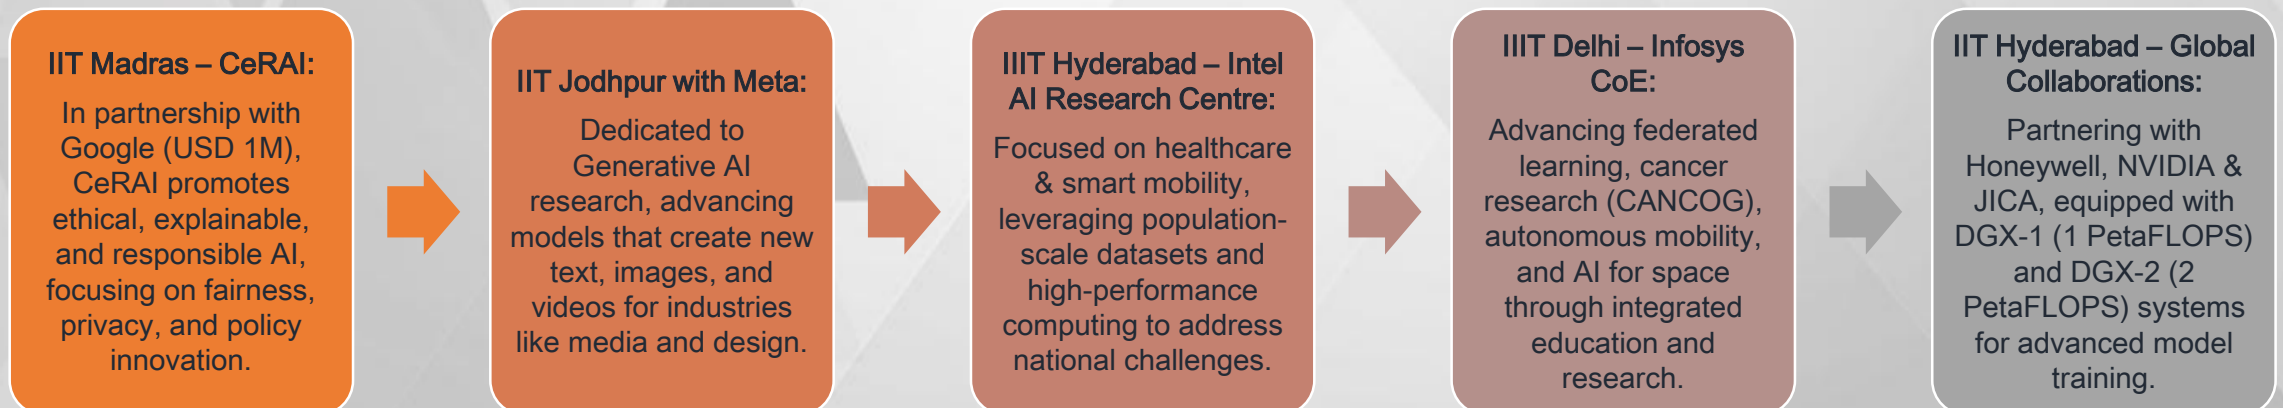 IIT Madras – CeRAI:
In partnership with
Google (USD 1M),
CeRAI promotes
ethical, explainable,
and responsible AI,
focusing on fairness,
privacy, and policy
innovation.
IIT Jodhpur with Meta:
Dedicated to
Generative AI
research, advancing
models that create new
text, images, and
videos for industries
like media and design.
IIIT Hyderabad – Intel
AI Research Centre:
Focused on healthcare
& smart mobility,
leveraging population-
scale datasets and
high-performance
computing to address
national challenges.
IIIT Delhi – Infosys
CoE:
Advancing federated
learning, cancer
research (CANCOG),
autonomous mobility,
and AI for space
through integrated
education and
research.
IIT Hyderabad – Global
Collaborations:
Partnering with
Honeywell, NVIDIA &
JICA, equipped with
DGX-1 (1 PetaFLOPS)
and DGX-2 (2
PetaFLOPS) systems
for advanced model
training.